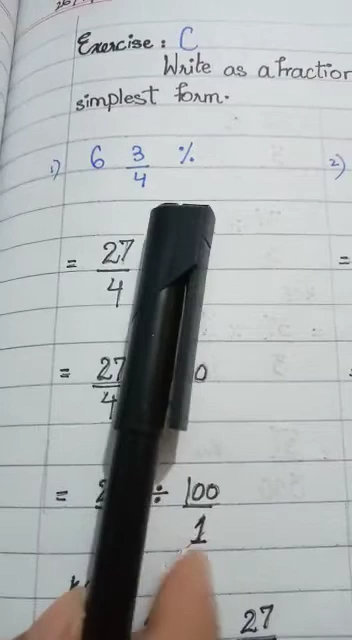 Exercise: C
Write as a fraction
simplest form.
1) 6 3/4 % 2)
= 27/4 =
= 27/4 0
= ÷ 100/1
27